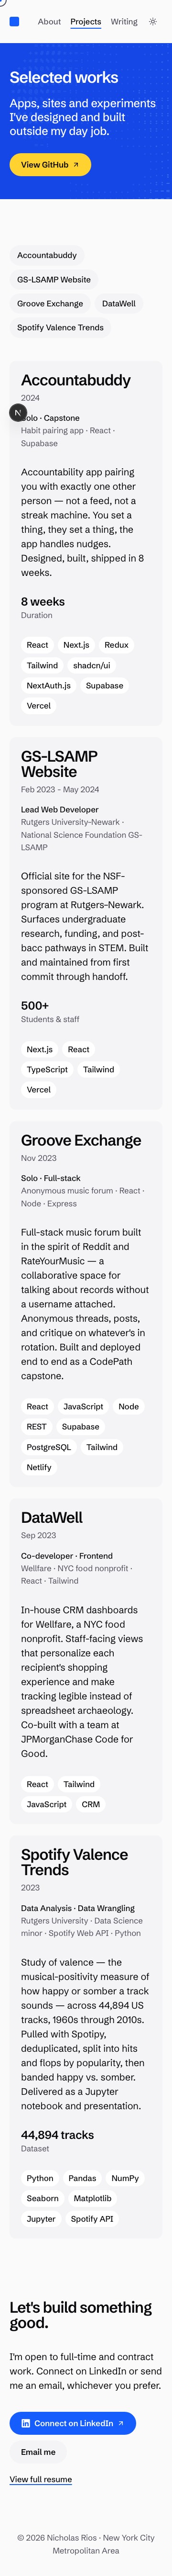 About Projects Writing
Selected works
Apps, sites and experiments
I've designed and built
outside my day job.
View GitHub ↗
Accountabuddy
GS-LSAMP Website
Groove Exchange DataWell
Spotify Valence Trends
Accountabuddy
2024
N
Solo · Capstone
Habit pairing app · React ·
Supabase
Accountability app pairing
you with exactly one other
person — not a feed, not a
streak machine. You set a
thing, they set a thing, the
app handles nudges.
Designed, built, shipped in 8
weeks.
8 weeks
Duration
React Next.js Redux
Tailwind shadcn/ui
NextAuth.js Supabase
Vercel
GS-LSAMP
Website
Feb 2023 – May 2024
Lead Web Developer
Rutgers University-Newark ·
National Science Foundation GS-
LSAMP
Official site for the NSF-
sponsored GS-LSAMP
program at Rutgers-Newark.
Surfaces undergraduate
research, funding, and post-
bacc pathways in STEM. Built
and maintained from first
commit through handoff.
500+
Students & staff
Next.js React
TypeScript Tailwind
Vercel
Groove Exchange
Nov 2023
Solo · Full-stack
Anonymous music forum · React ·
Node · Express
Full-stack music forum built
in the spirit of Reddit and
RateYourMusic — a
collaborative space for
talking about records without
a username attached.
Anonymous threads, posts,
and critique on whatever's in
rotation. Built and deployed
end to end as a CodePath
capstone.
React JavaScript Node
REST Supabase
PostgreSQL Tailwind
Netlify
DataWell
Sep 2023
Co-developer · Frontend
Wellfare · NYC food nonprofit ·
React · Tailwind
In-house CRM dashboards
for Wellfare, a NYC food
nonprofit. Staff-facing views
that personalize each
recipient's shopping
experience and make
tracking legible instead of
spreadsheet archaeology.
Co-built with a team at
JPMorganChase Code for
Good.
React Tailwind
JavaScript CRM
Spotify Valence
Trends
2023
Data Analysis · Data Wrangling
Rutgers University · Data Science
minor · Spotify Web API · Python
Study of valence — the
musical-positivity measure of
how happy or somber a track
sounds — across 44,894 US
tracks, 1960s through 2010s.
Pulled with Spotipy,
deduplicated, split into hits
and flops by popularity, then
banded happy vs. somber.
Delivered as a Jupyter
notebook and presentation.
44,894 tracks
Dataset
Python Pandas NumPy
Seaborn Matplotlib
Jupyter Spotify API
Let's build something
good.
I'm open to full-time and contract
work. Connect on LinkedIn or send
me an email, whichever you prefer.
in Connect on LinkedIn ↗
Email me
View full resume
© 2026 Nicholas Rios · New York City
Metropolitan Area